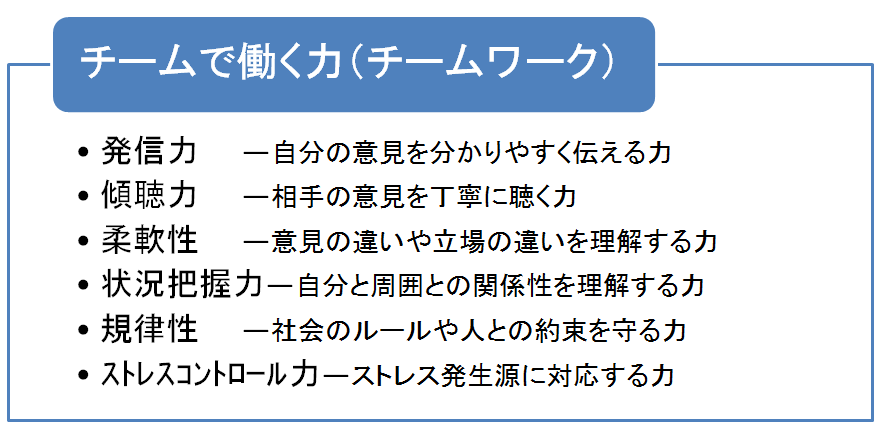 チームで働く力（チームワーク）
• 発信力 ―自分の意見を分かりやすく伝える力
• 傾聴力 ―相手の意見を丁寧に聴く力
• 柔軟性 ―意見の違いや立場の違いを理解する力
• 状況把握力―自分と周囲との関係性を理解する力
• 規律性 ―社会のルールや人との約束を守る力
• ｽﾄﾚｽｺﾝﾄﾛｰﾙ力―ストレス発生源に対応する力